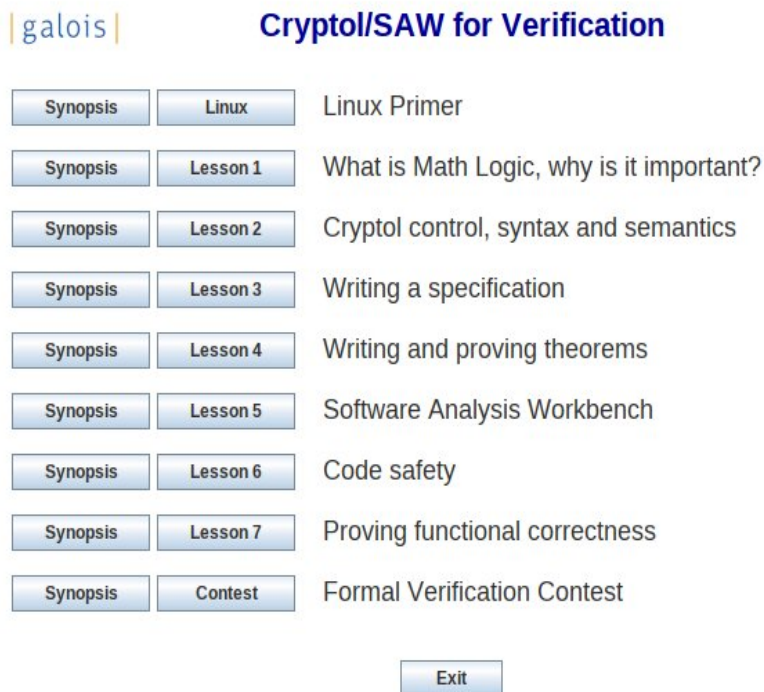 |galois| Cryptol/SAW for Verification
Synopsis Linux Linux Primer
Synopsis Lesson 1 What is Math Logic, why is it important?
Synopsis Lesson 2 Cryptol control, syntax and semantics
Synopsis Lesson 3 Writing a specification
Synopsis Lesson 4 Writing and proving theorems
Synopsis Lesson 5 Software Analysis Workbench
Synopsis Lesson 6 Code safety
Synopsis Lesson 7 Proving functional correctness
Synopsis Contest Formal Verification Contest
Exit